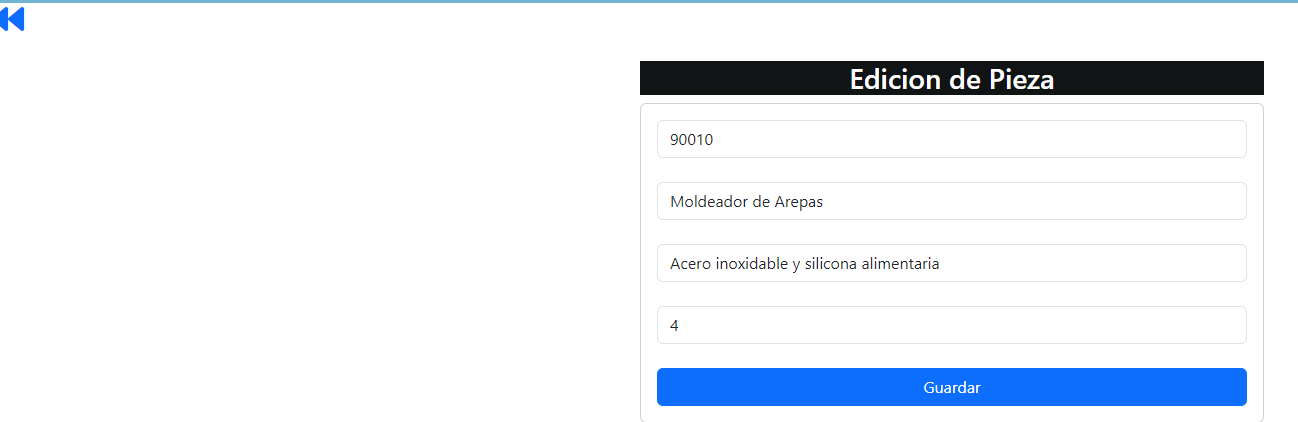 Edicion de Pieza
90010
Moldeador de Arepas
Acero inoxidable y silicona alimentaria
4
Guardar